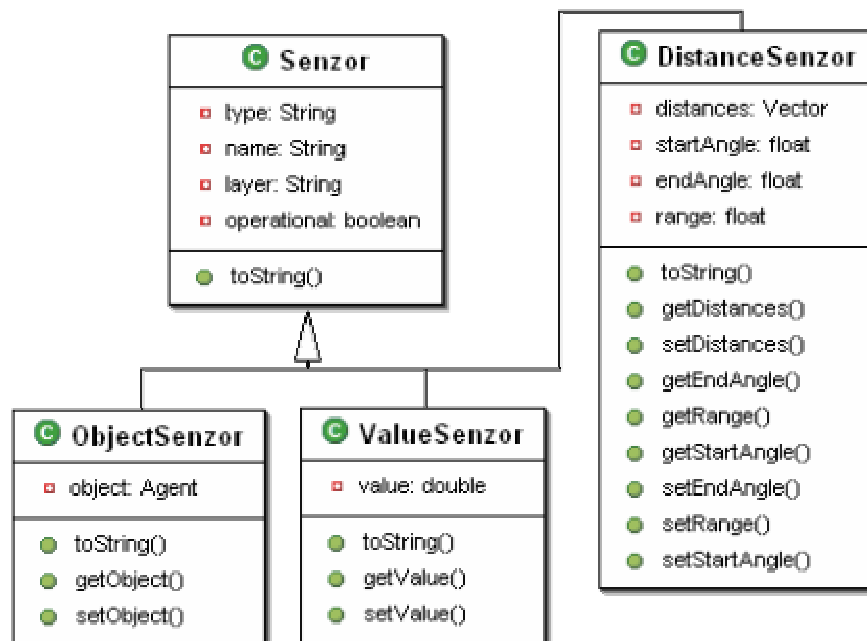 C Senzor
type: String
name: String
layer: String
operational: boolean
toString()
C DistanceSenzor
distances: Vector
startAngle: float
endAngle: float
range: float
toString()
getDistances()
setDistances()
getEndAngle()
getRange()
getStartAngle()
setEndAngle()
setRange()
setStartAngle()
C ObjectSenzor
object: Agent
toString()
getObject()
setObject()
C ValueSenzor
value: double
toString()
getValue()
setValue()